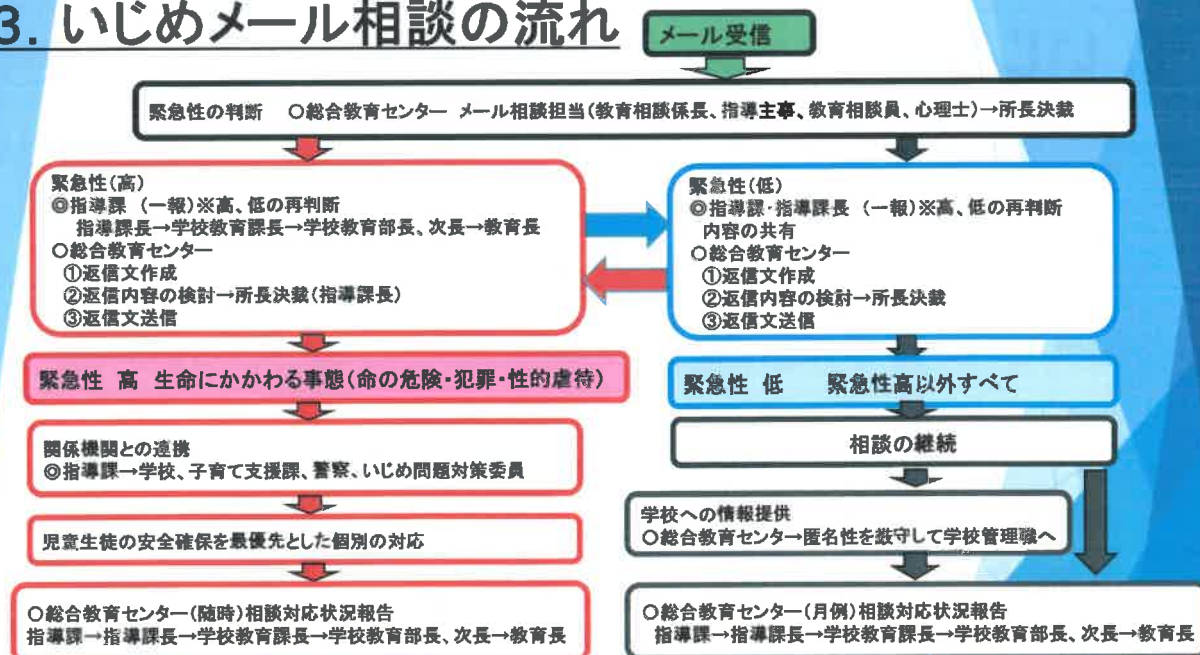 3. いじめメール相談の流れ
メール受信
緊急性の判断 ○総合教育センター メール相談担当(教育相談係長、指導主事、教育相談員、心理士)→所長決裁
緊急性(高)
◎指導課 (一報)※高、低の再判断
指導課長→学校教育課長→学校教育部長、次長→教育長
○総合教育センター
①返信文作成
②返信内容の検討→所長決裁(指導課長)
③返信文送信
緊急性(低)
◎指導課・指導課長 (一報)※高、低の再判断
内容の共有
○総合教育センター
①返信文作成
②返信内容の検討→所長決裁
③返信文送信
緊急性 高 生命にかかわる事態(命の危険・犯罪・性的虐待)
緊急性 低 緊急性高以外すべて
関係機関との連携
◎指導課→学校、子育て支援課、警察、いじめ問題対策委員
相談の継続
児童生徒の安全確保を最優先とした個別の対応
学校への情報提供
○総合教育センター→匿名性を厳守して学校管理職へ
○総合教育センター(随時)相談対応状況報告
指導課→指導課長→学校教育課長→学校教育部長、次長→教育長
○総合教育センター(月例)相談対応状況報告
指導課→指導課長→学校教育課長→学校教育部長、次長→教育長